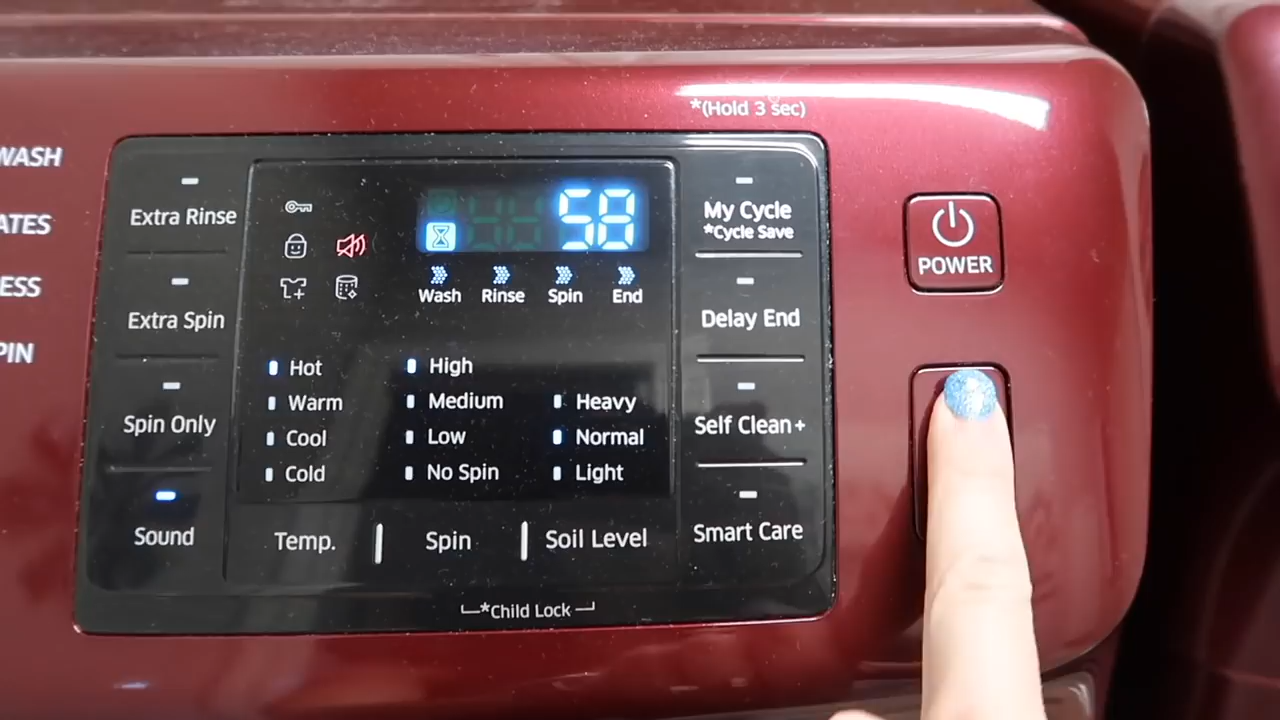 *(Hold 3 sec)
WASH
ATES
ESS
PIN
Extra Rinse
Extra Spin
Spin Only
Sound
58
Wash Rinse Spin End
Hot
Warm
Cool
Cold
High
Medium
Low
No Spin
Heavy
Normal
Light
Temp. Spin Soil Level
*Child Lock
My Cycle
*Cycle Save
Delay End
Self Clean+
Smart Care
POWER